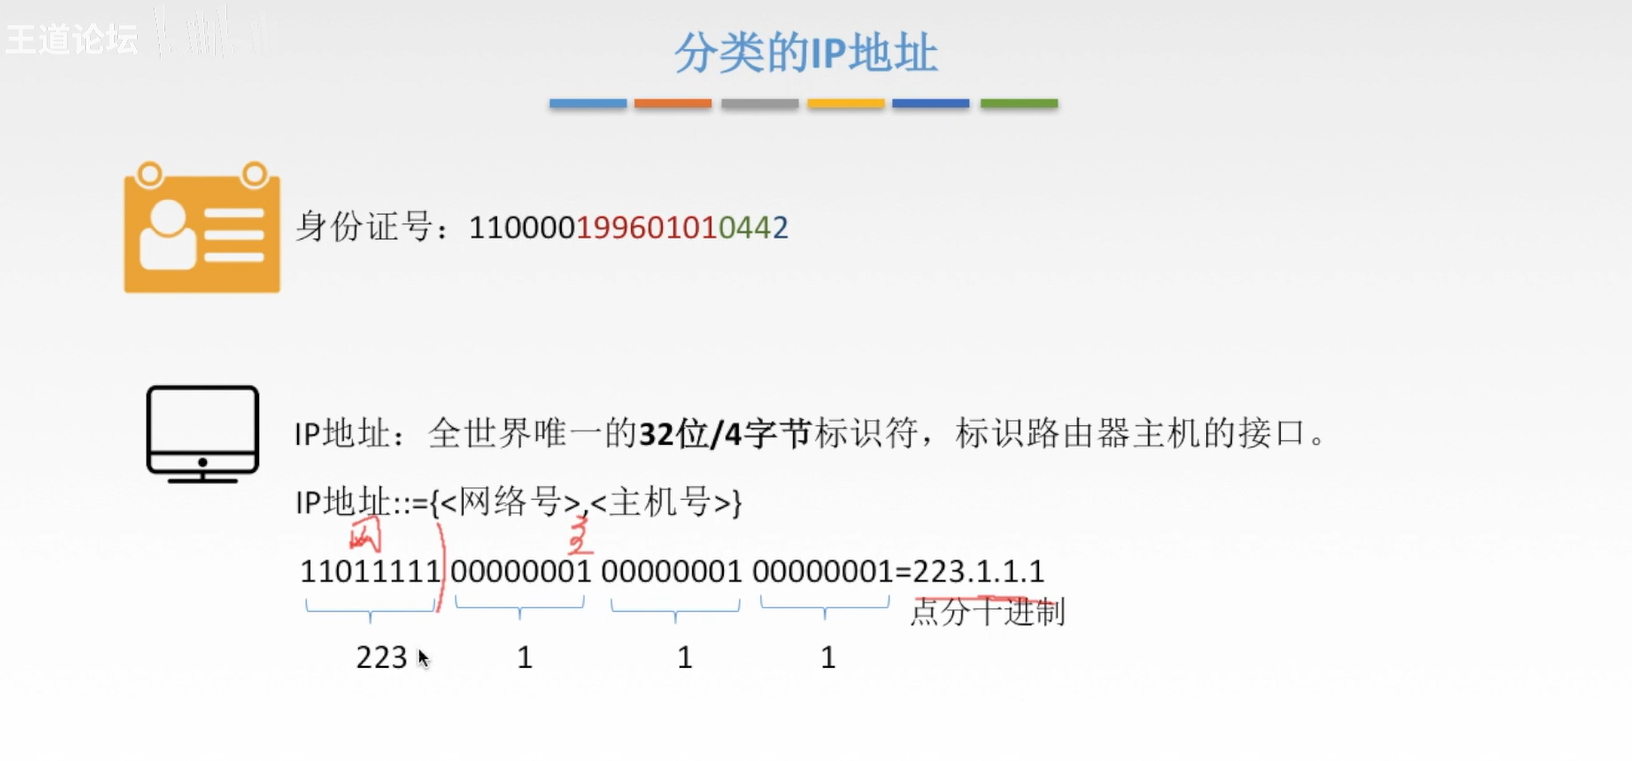 王道论坛
分类的IP地址
身份证号：110000199601010442
IP地址：全世界唯一的32位/4字节标识符，标识路由器主机的接口。
IP地址::={<网络号>,<主机号>}
网
11011111 00000001 00000001 00000001=223.1.1.1
点分十进制
223 1 1 1